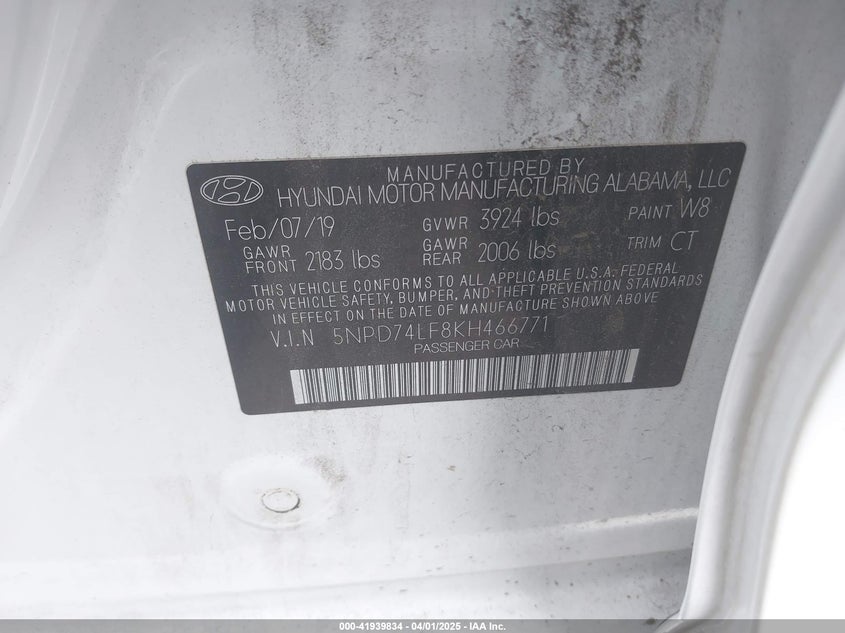 MANUFACTURED BY
HYUNDAI MOTOR MANUFACTURING ALABAMA, LLC
Feb/07/19 GVWR 3924 lbs PAINT W8
GAWR FRONT 2183 lbs GAWR REAR 2006 lbs TRIM CT
THIS VEHICLE CONFORMS TO ALL APPLICABLE U.S.A. FEDERAL
MOTOR VEHICLE SAFETY, BUMPER, AND THEFT PREVENTION STANDARDS
IN EFFECT ON THE DATE OF MANUFACTURE SHOWN ABOVE
V.I.N 5NPD74LF8KH466771
PASSENGER CAR
000-41939834 - 04/01/2025 - IAA Inc.